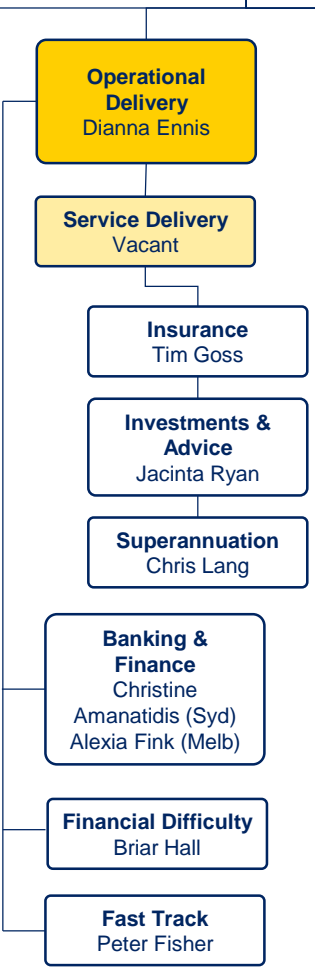 Operational
Delivery
Dianna Ennis
Service Delivery
Vacant
Insurance
Tim Goss
Investments &
Advice
Jacinta Ryan
Superannuation
Chris Lang
Banking &
Finance
Christine
Amanatidis (Syd)
Alexia Fink (Melb)
Financial Difficulty
Briar Hall
Fast Track
Peter Fisher